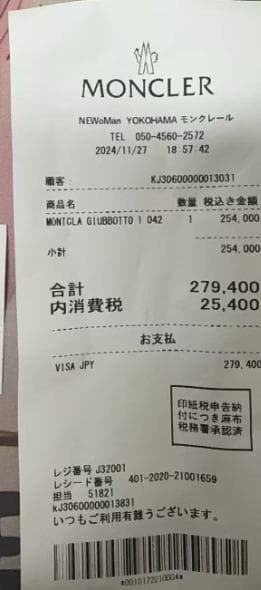 MONCLER
NEWoMan YOKOHAMA モンクレール
TEL 050-4560-2572
2024/11/27 18:57:42
顧客: KJ30600000013031
商品名 数量 税込き金額
MONTCLA GIUBBOTTO 1 042 1 254,000
小計 254,000
合計 279,400
内消費税 25,400
お支払
VISA JPY 279,400
印紙税申告納
付につき麻布
税務署承認済
レジ番号 J32001
レシード番号 401-2020-21001659
担当 51821
kJ30600000013831
いつもご利用有難うございます。
*0910172210004*